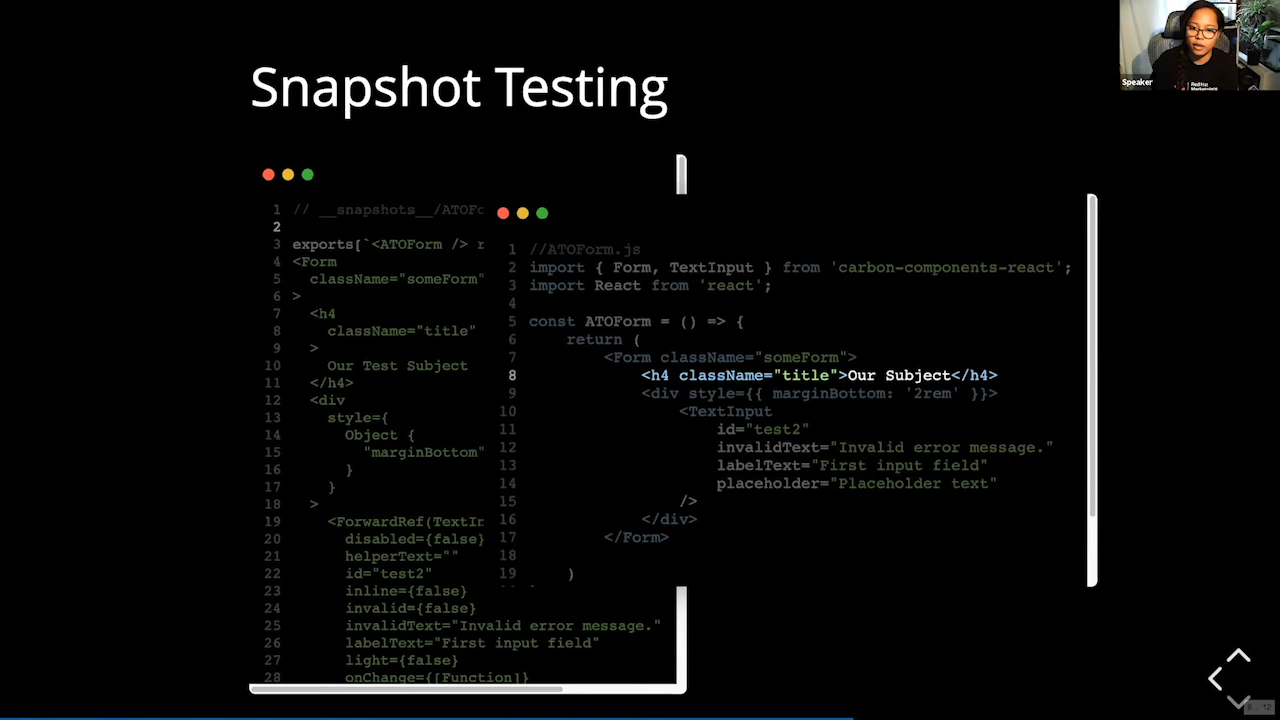 Snapshot Testing
Speaker
1 // __snapshots__/ATOFo
2
3 exports[`<ATOForm /> r
4 <Form
5 className="someForm"
6 >
7 <h4
8 className="title"
9 >
10 Our Test Subject
11 </h4>
12 <div
13 style={
14 Object {
15 "marginBottom"
16 }
17 }
18 >
19 <ForwardRef(TextIn
20 disabled={false}
21 helperText=""
22 id="test2"
23 inline={false}
24 invalid={false}
25 invalidText="Invalid error message."
26 labelText="First input field"
27 light={false}
28 onChange={[Function]}
1 //ATOForm.js
2 import { Form, TextInput } from 'carbon-components-react';
3 import React from 'react';
4
5 const ATOForm = () => {
6 return (
7 <Form className="someForm">
8 <h4 className="title">Our Subject</h4>
9 <div style={{ marginBottom: '2rem' }}>
10 <TextInput
11 id="test2"
12 invalidText="Invalid error message."
13 labelText="First input field"
14 placeholder="Placeholder text"
15 />
16 </div>
17 </Form>
18
19 )